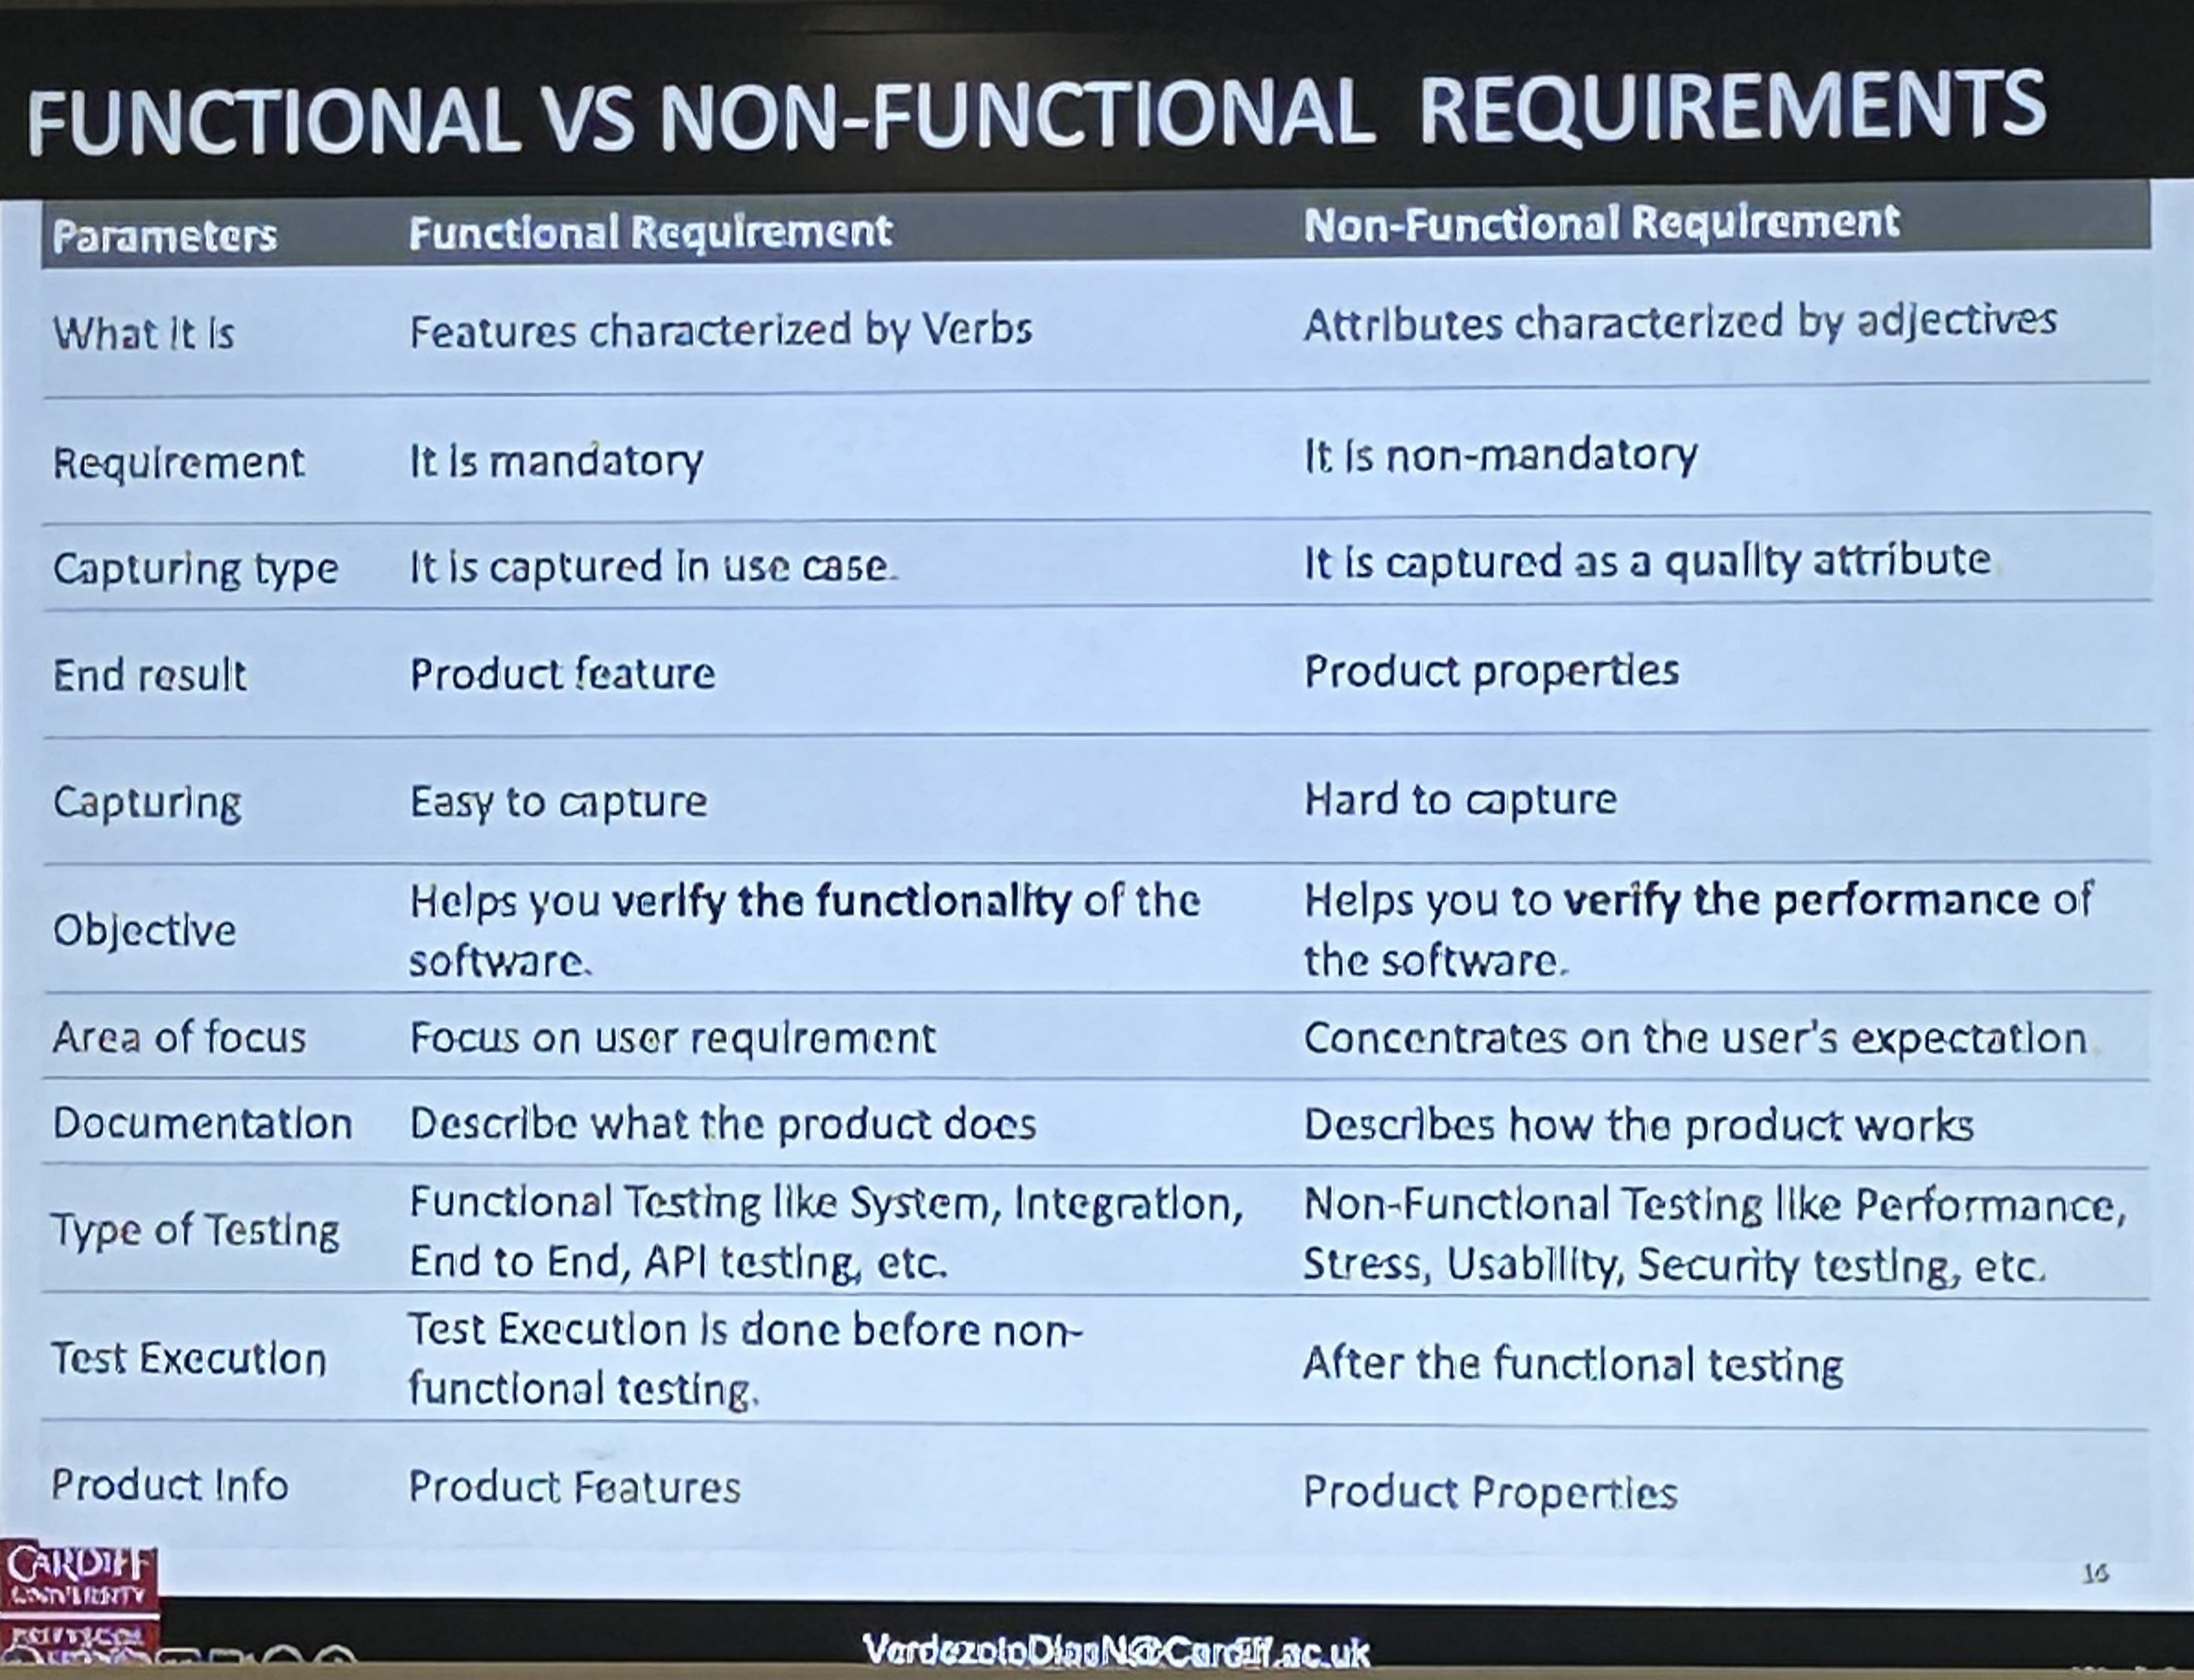 FUNCTIONAL VS NON-FUNCTIONAL REQUIREMENTS
Parameters Functional Requirement Non-Functional Requirement
What it is Features characterized by Verbs Attributes characterized by adjectives
Requirement It is mandatory It is non-mandatory
Capturing type It is captured in use case. It is captured as a quality attribute
End result Product feature Product properties
Capturing Easy to capture Hard to capture
Objective Helps you verify the functionality of the Helps you to verify the performance of
software. the software.
Area of focus Focus on user requirement Concentrates on the user's expectation.
Documentation Describe what the product does Describes how the product works
Type of Testing Functional Testing like System, Integration, Non-Functional Testing like Performance,
End to End, API testing, etc. Stress, Usability, Security testing, etc.
Test Execution Test Execution is done before non- After the functional testing
functional testing.
Product Info Product Features Product Properties
CARDIFF
UNIVERSITY
16
VerdezotoDiasN@Cardiff.ac.uk